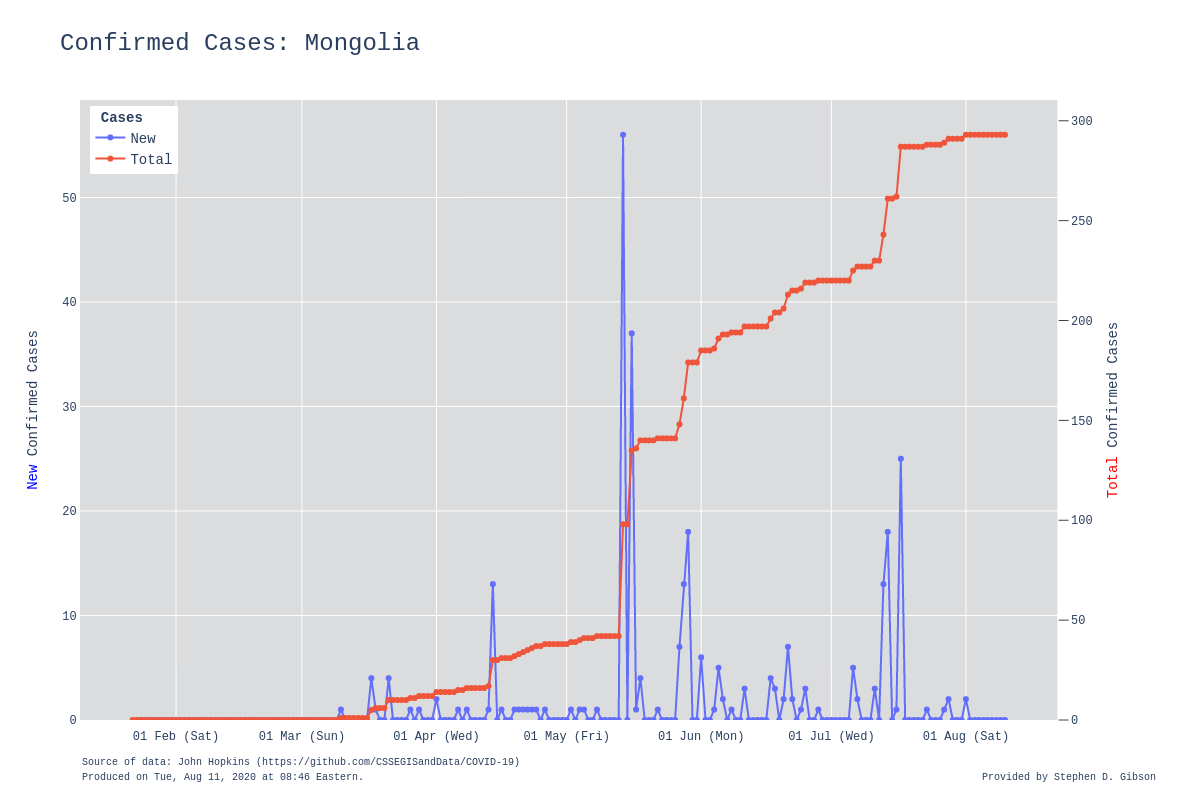 Confirmed Cases: Mongolia
Cases
New
Total
300
250
200
150
100
50
0
50
40
30
20
10
0
New Confirmed Cases
Total Confirmed Cases
01 Feb (Sat) 01 Mar (Sun) 01 Apr (Wed) 01 May (Fri) 01 Jun (Mon) 01 Jul (Wed) 01 Aug (Sat)
Source of data: John Hopkins (https://github.com/CSSEGISandData/COVID-19)
Produced on Tue, Aug 11, 2020 at 08:46 Eastern.
Provided by Stephen D. Gibson